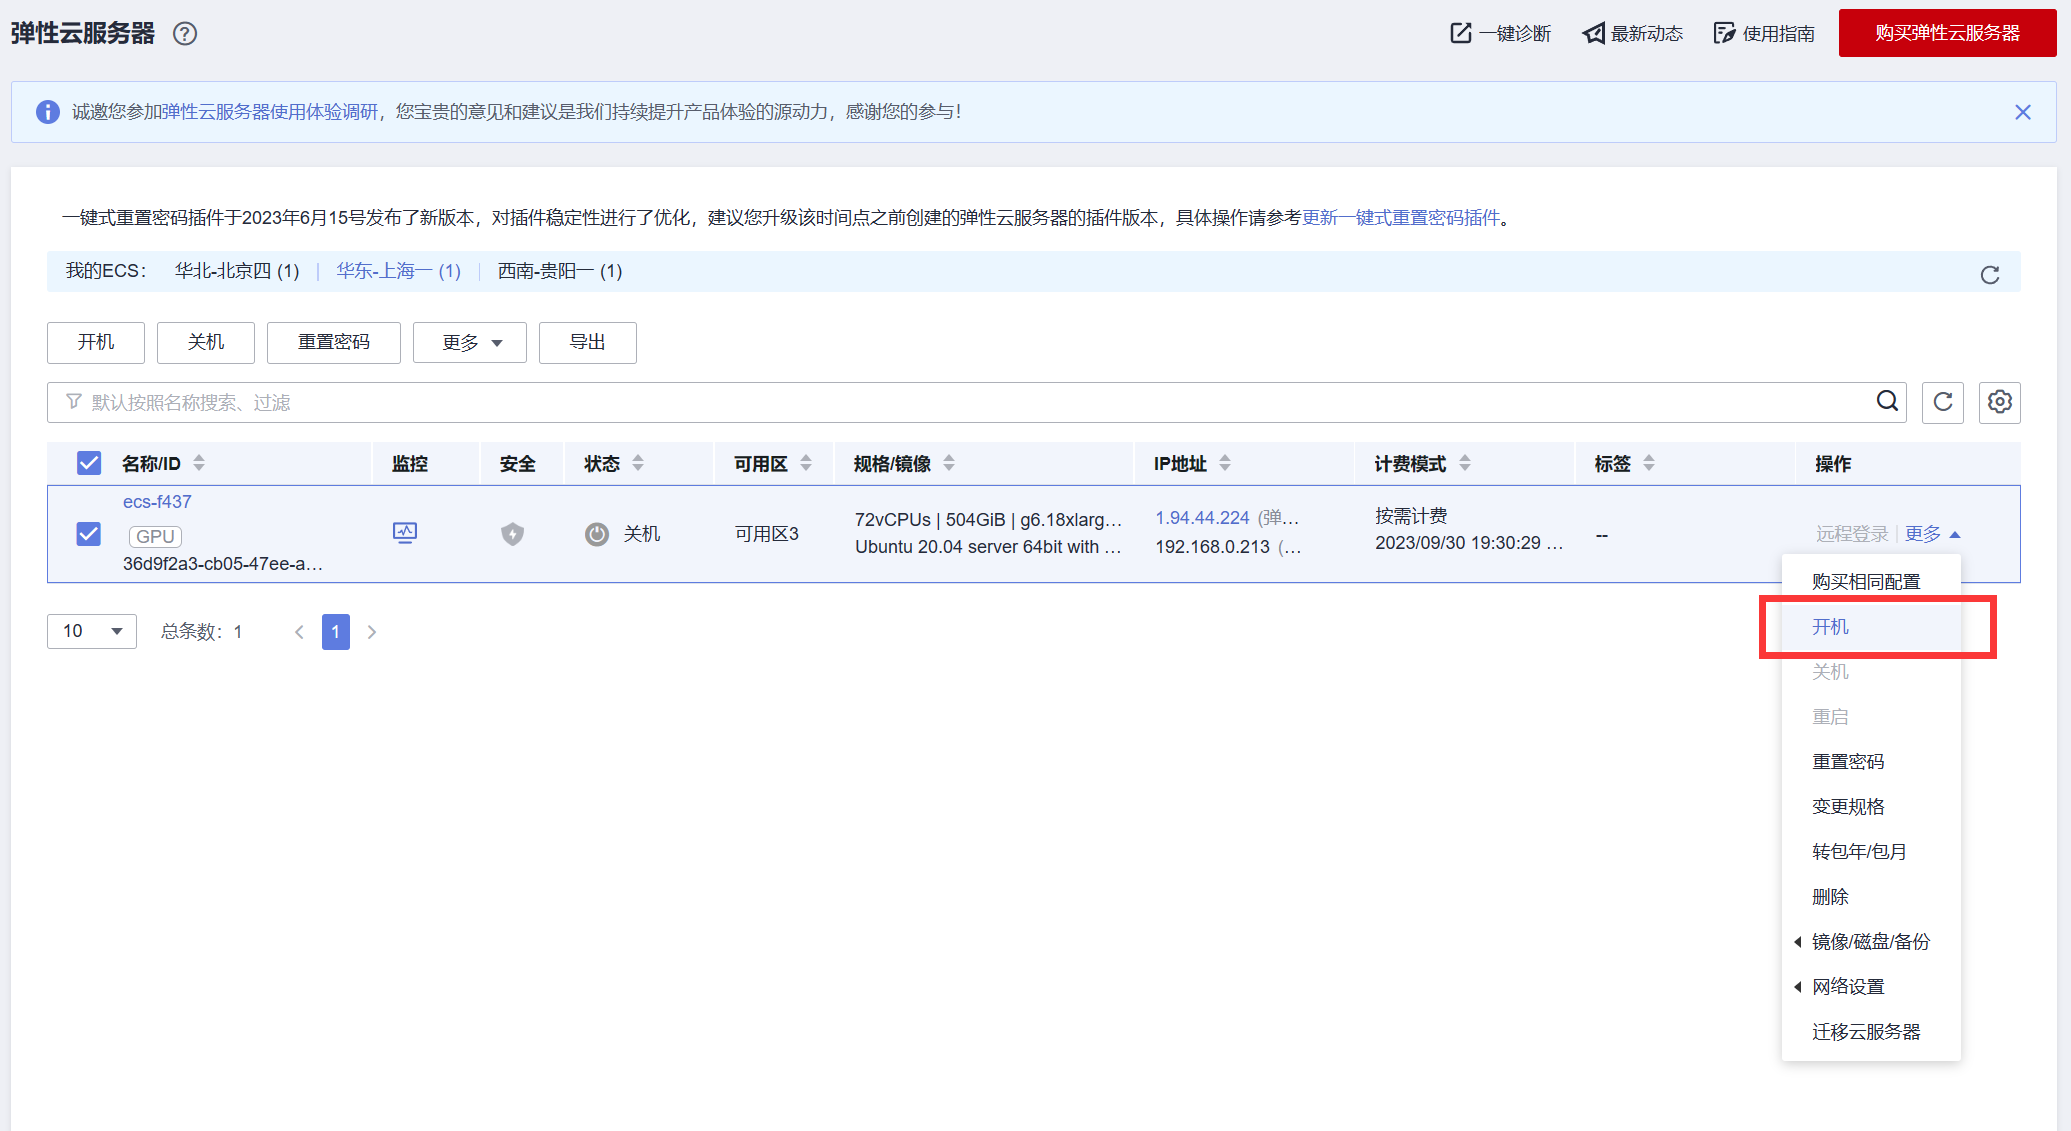 弹性云服务器
一键诊断 最新动态 使用指南 购买弹性云服务器
诚邀您参加弹性云服务器使用体验调研，您宝贵的意见和建议是我们持续提升产品体验的源动力，感谢您的参与！
一键式重置密码插件于2023年6月15号发布了新版本，对插件稳定性进行了优化，建议您升级该时间点之前创建的弹性云服务器的插件版本，具体操作请参考更新一键式重置密码插件。
我的ECS： 华北-北京四 (1) | 华东-上海一 (1) | 西南-贵阳一 (1)
开机 关机 重置密码 更多 导出
默认按照名称搜索、过滤
名称/ID 监控 安全 状态 可用区 规格/镜像 IP地址 计费模式 标签 操作
ecs-f437
GPU
36d9f2a3-cb05-47ee-a...
关机
可用区3
72vCPUs | 504GiB | g6.18xlarg...
Ubuntu 20.04 server 64bit with ...
1.94.44.224 (弹...
192.168.0.213 (...
按需计费
2023/09/30 19:30:29 ...
--
远程登录 | 更多
购买相同配置
开机
关机
重启
重置密码
变更规格
转包年/包月
删除
镜像/磁盘/备份
网络设置
迁移云服务器
10 总条数：1 < 1 >